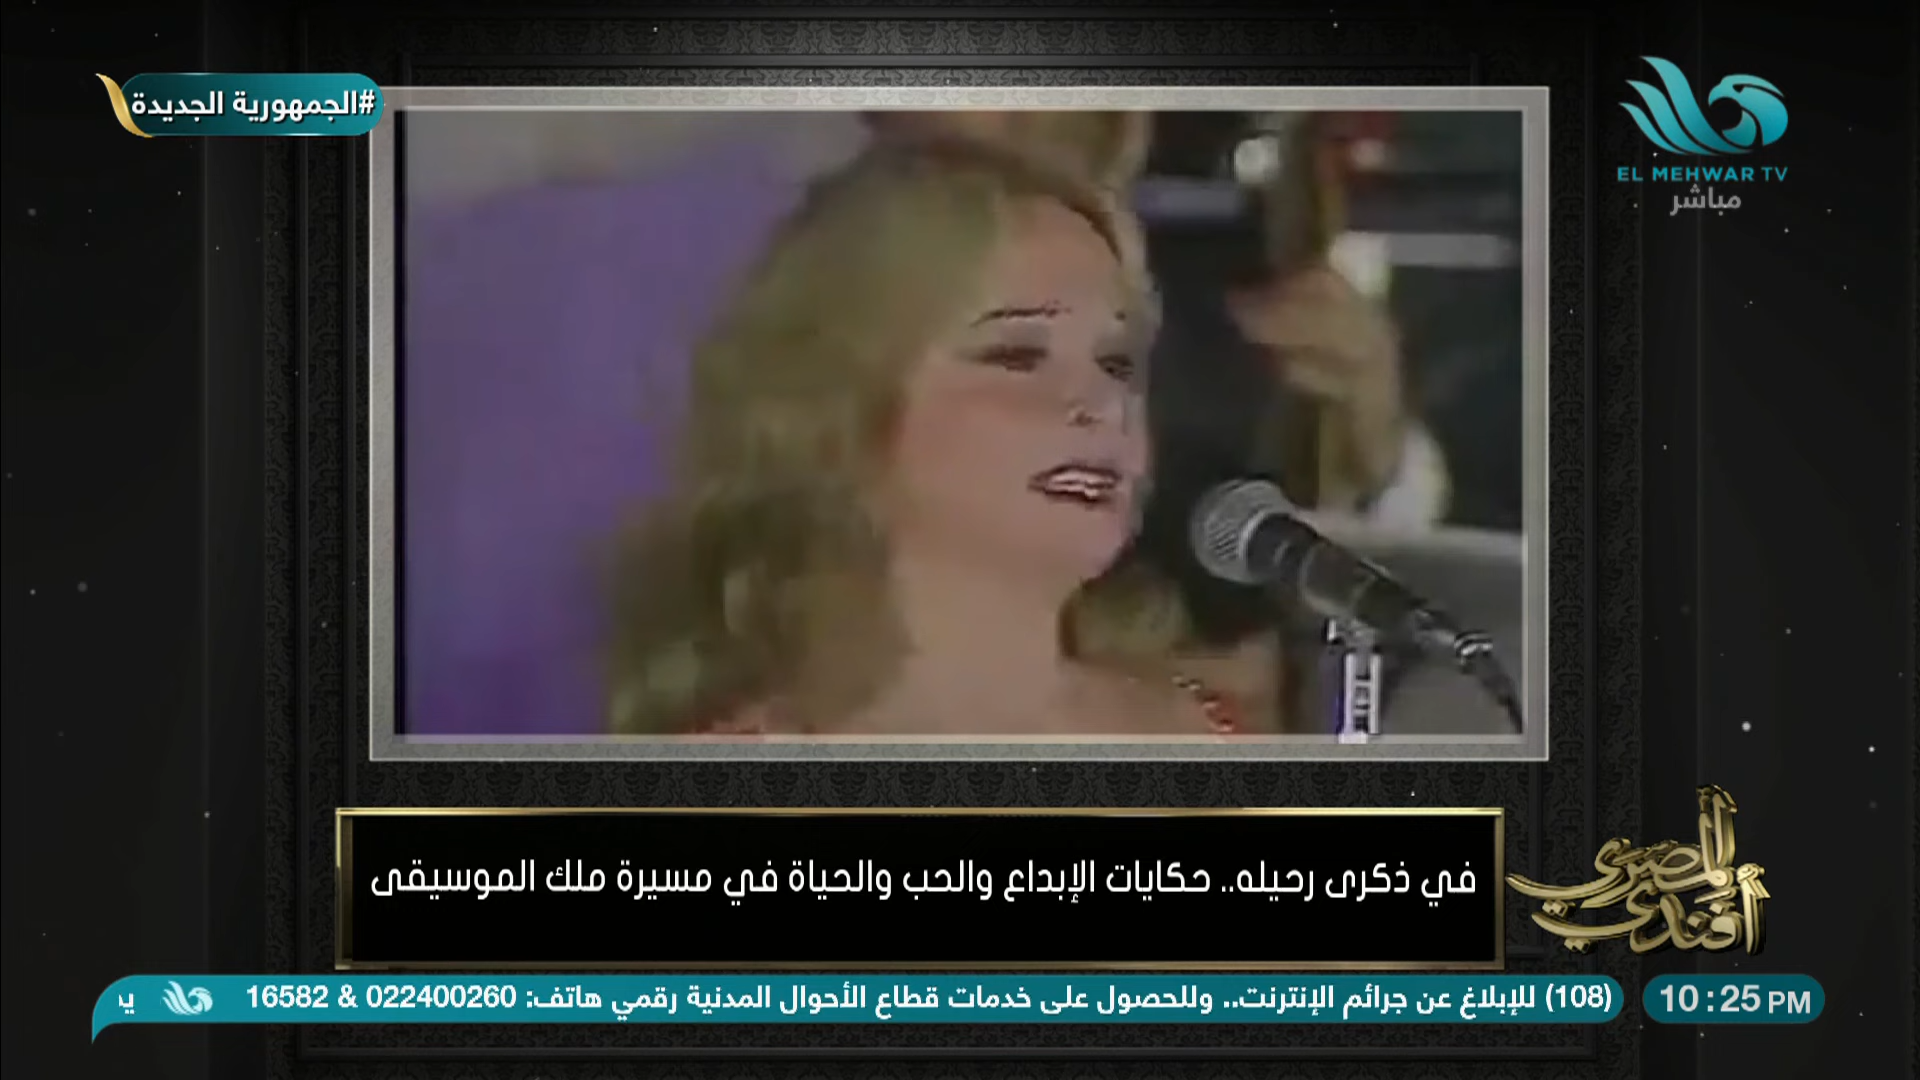 #الجمهورية الجديدة
EL MEHWAR TV
مباشر
في ذكرى رحيله.. حكايات الإبداع والحب والحياة في مسيرة ملك الموسيقى
المصري
أفندي
(108) للإبلاغ عن جرائم الإنترنت.. وللحصول على خدمات قطاع الأحوال المدنية رقمي هاتف: 022400260 & 16582
10:25 PM